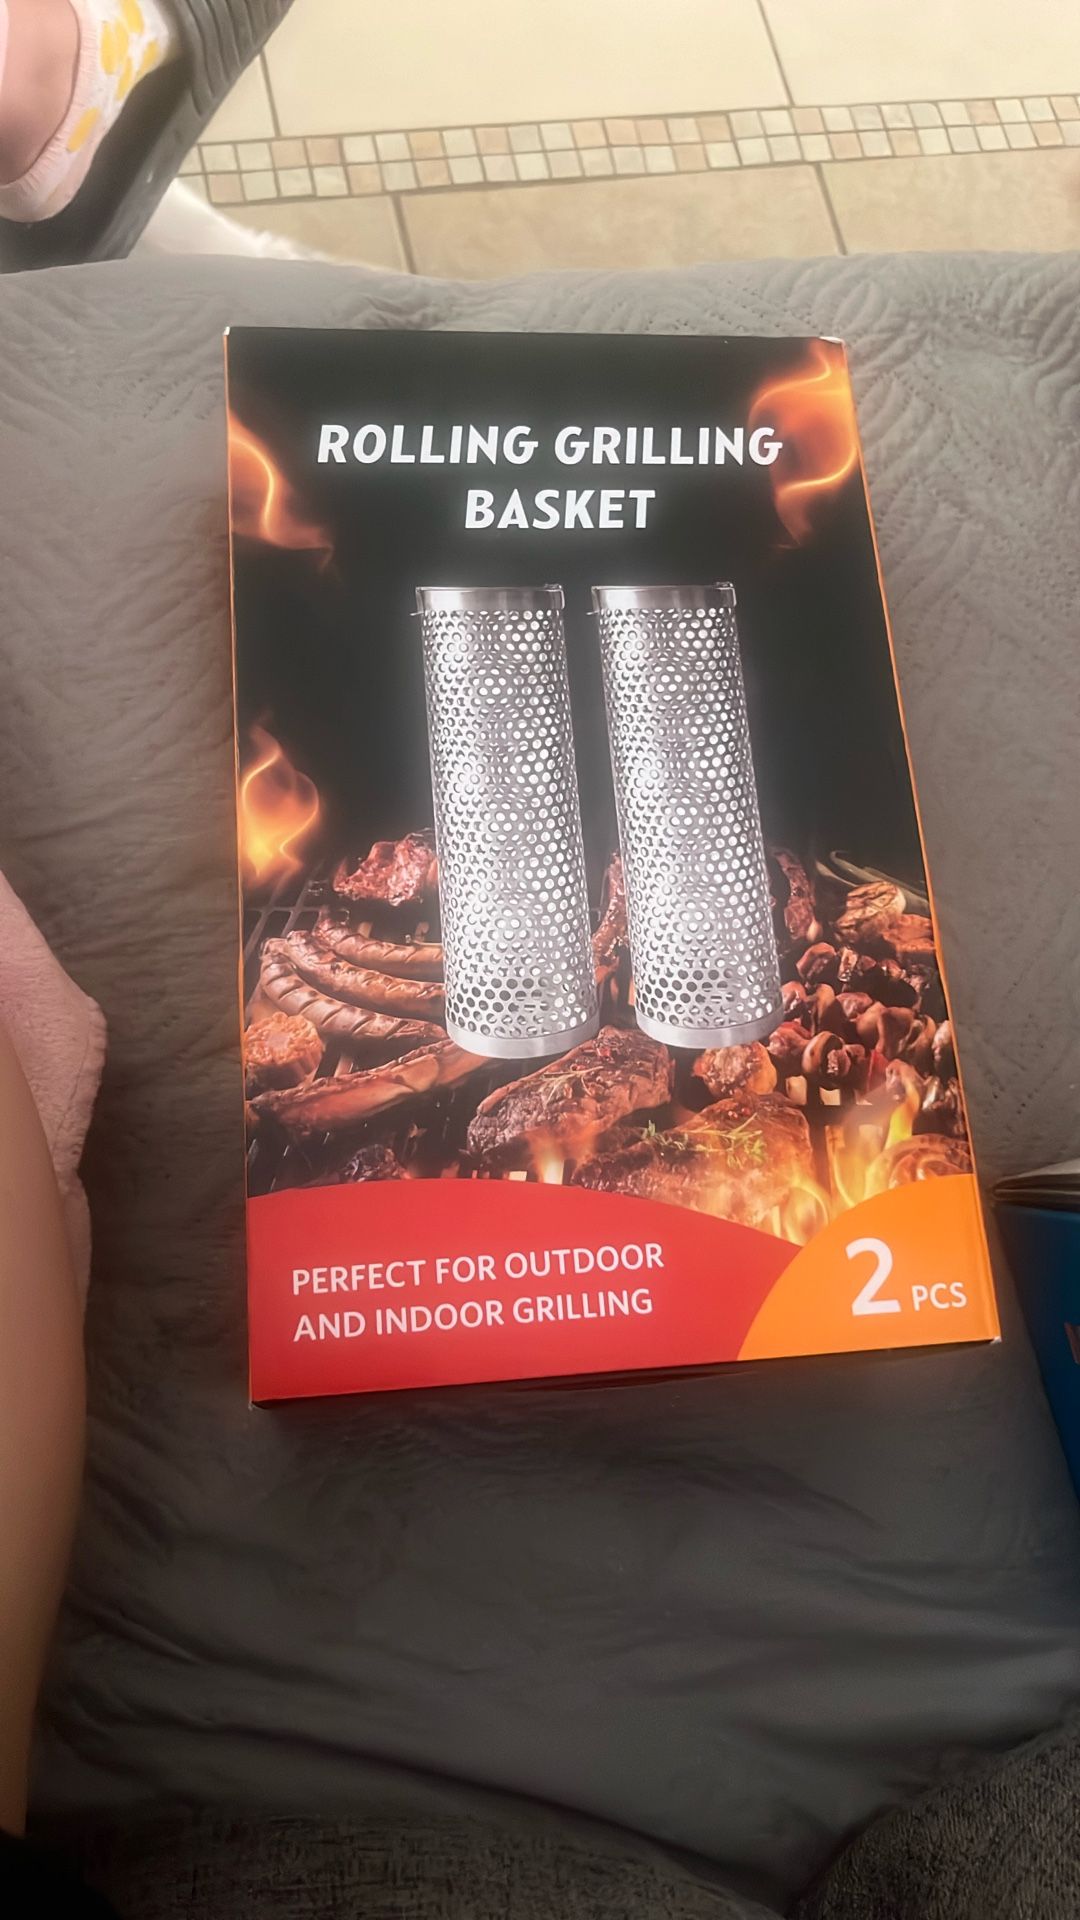 ROLLING GRILLING
BASKET
PERFECT FOR OUTDOOR
AND INDOOR GRILLING
2 PCS